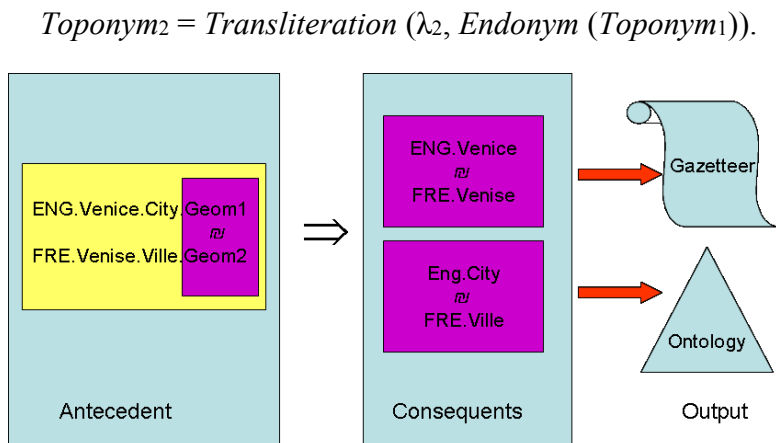 Toponym₂ = Transliteration (λ₂, Endonym (Toponym₁)).
ENG.Venice.City.Geom1
₪
FRE.Venise.Ville.Geom2
Antecedent
⇒
ENG.Venice
₪
FRE.Venise
Eng.City
₪
FRE.Ville
Consequents
Gazetteer
Ontology
Output